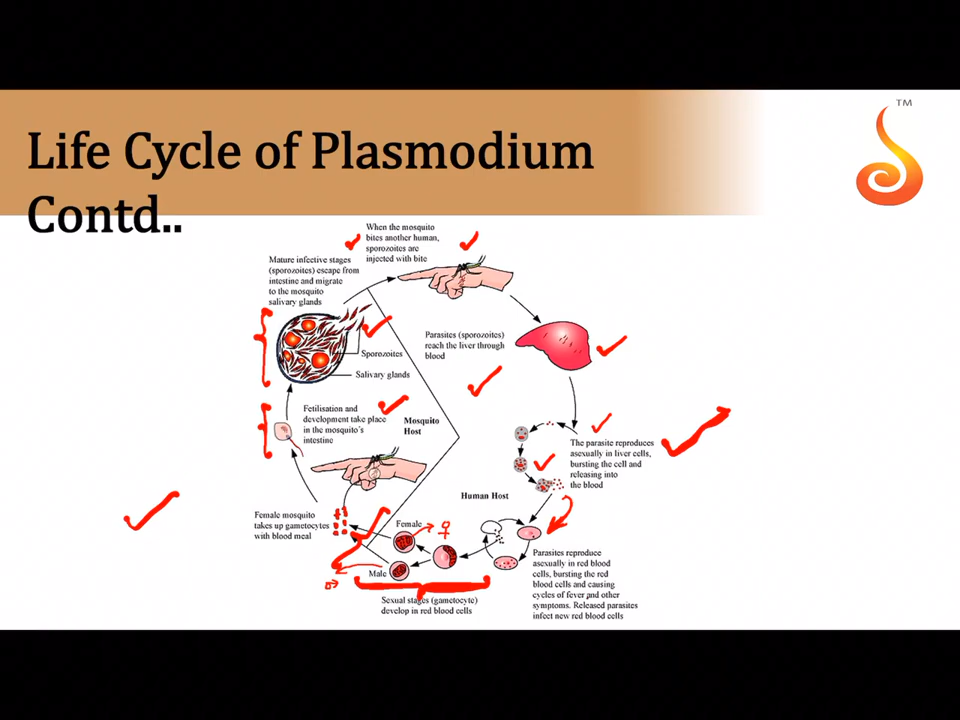 TM
Life Cycle of Plasmodium
Contd..
When the mosquito
bites another human,
sporozoites are
injected with bite
Mature infective stages
(sporozoites) escape from
intestine and migrate
to the mosquito
salivary glands
Parasites (sporozoites)
reach the liver through
blood
Sporozoites
Salivary glands
Fetilisation and
development take place
in the mosquito's
intestine
Mosquito
Host
The parasite reproduces
asexually in liver cells,
bursting the cell and
releasing into
the blood
Human Host
Female mosquito
takes up gametocytes
with blood meal
Female
♀
Male
Parasites reproduce
asexually in red blood
cells, bursting the red
blood cells and causing
cycles of fever and other
symptoms. Released parasites
infect new red blood cells
Sexual stages (gametocyte)
develop in red blood cells